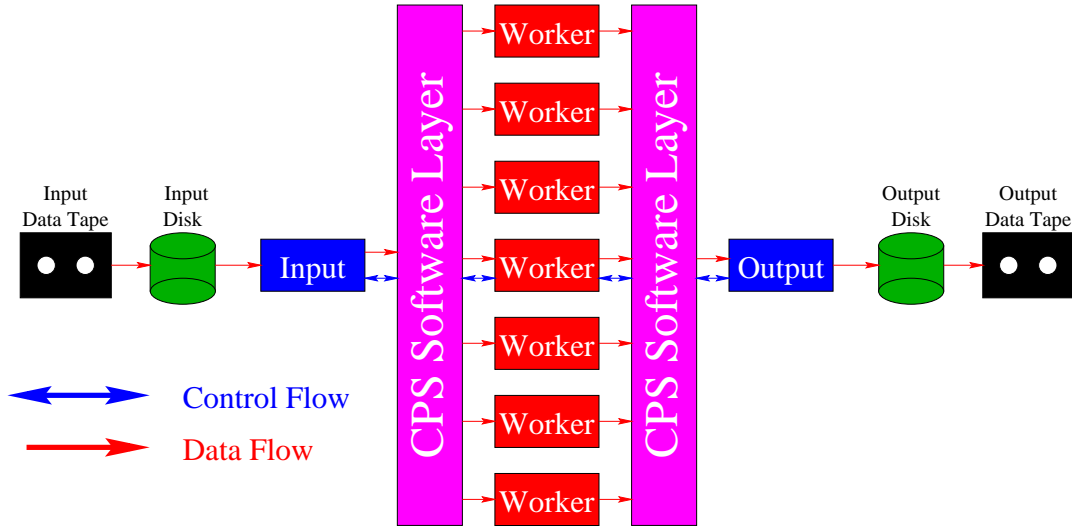 Input
Data Tape
Input
Disk
Input
CPS Software Layer
Worker
Worker
Worker
Worker
Worker
Worker
Worker
CPS Software Layer
Output
Output
Disk
Output
Data Tape
Control Flow
Data Flow